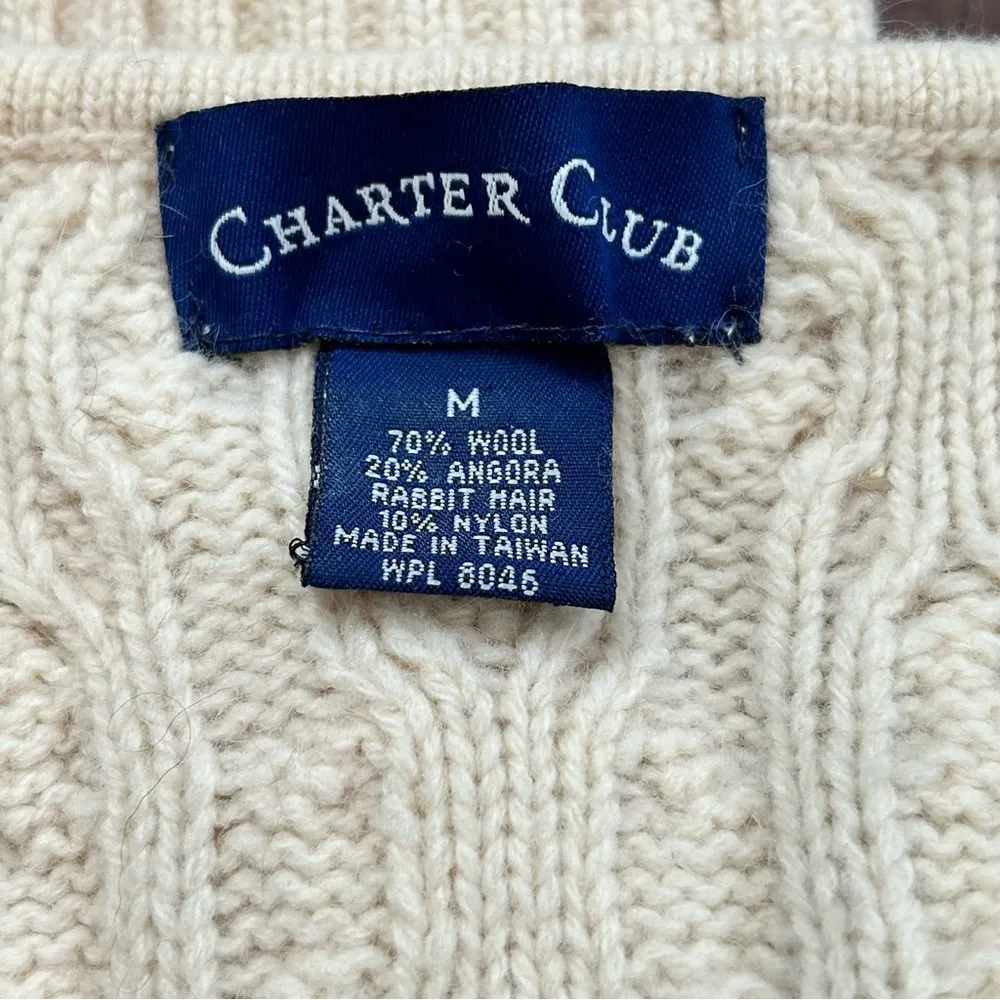 CHARTER CLUB
M
70% WOOL
20% ANGORA
RABBIT HAIR
10% NYLON
MADE IN TAIWAN
WPL 8046